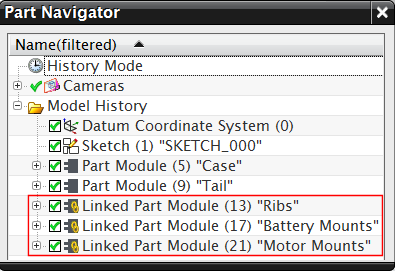 Part Navigator
Name(filtered)
History Mode
Cameras
Model History
Datum Coordinate System (0)
Sketch (1) "SKETCH_000"
Part Module (5) "Case"
Part Module (9) "Tail"
Linked Part Module (13) "Ribs"
Linked Part Module (17) "Battery Mounts"
Linked Part Module (21) "Motor Mounts"